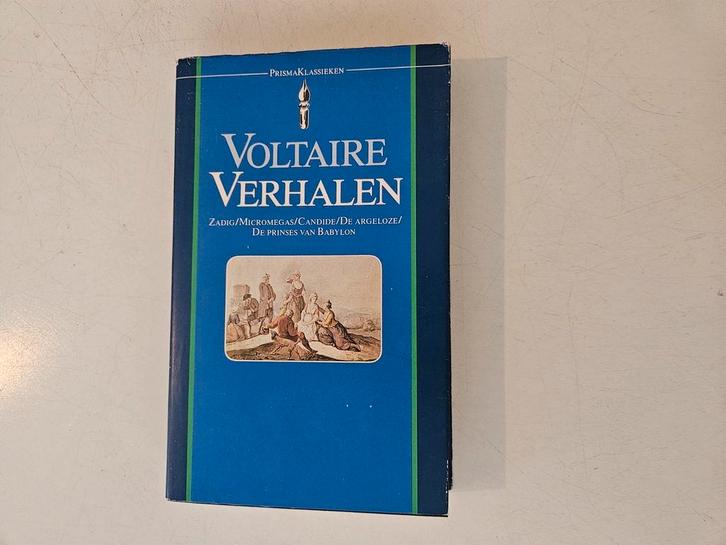 PRISMAKLASSIEKEN
VOLTAIRE
VERHALEN
ZADIG/MICROMEGAS/CANDIDE/DE ARGELOZE/
DE PRINSES VAN BABYLON